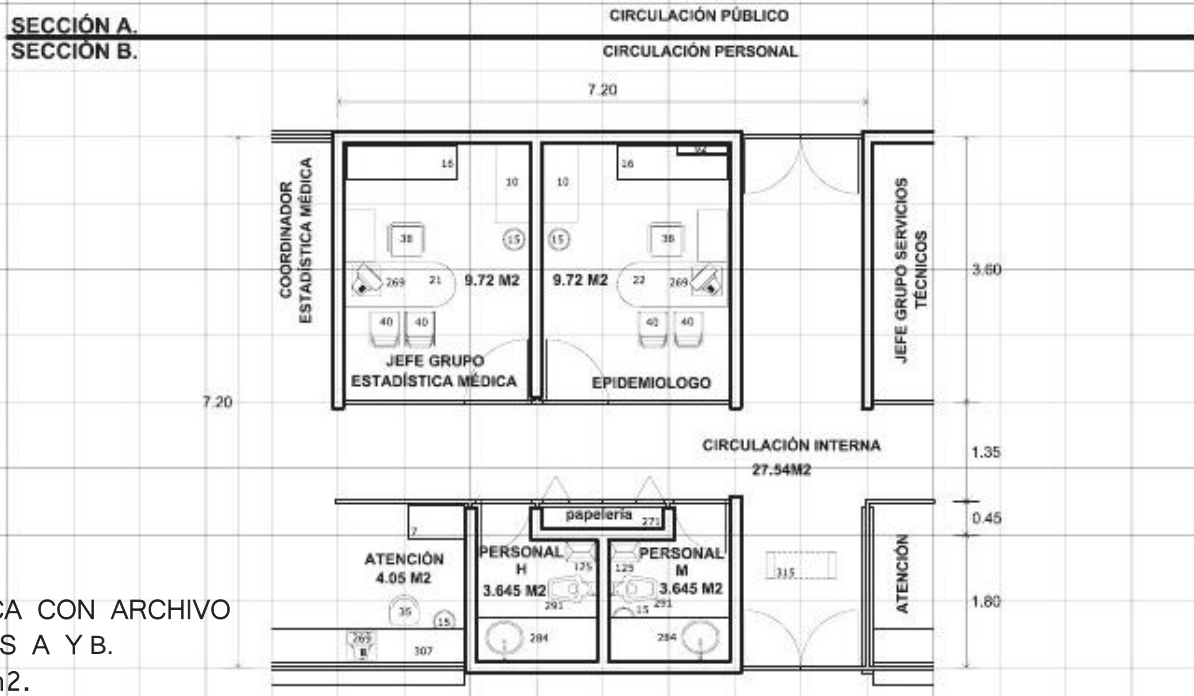 SECCIÓN A.
CIRCULACIÓN PÚBLICO
SECCIÓN B.
CIRCULACIÓN PERSONAL
7.20
COORDINADOR
ESTADÍSTICA MÉDICA
16
10
10
16
38
15
15
38
269
21
9.72 M2
9.72 M2
22
269
40
40
40
40
JEFE GRUPO
ESTADÍSTICA MÉDICA
EPIDEMIOLOGO
JEFE GRUPO SERVICIOS
TÉCNICOS
3.60
7.20
CIRCULACIÓN INTERNA
27.54M2
1.35
papelería
271
0.45
7
ATENCIÓN
4.05 M2
PERSONAL
H
3.645 M2
125
125
PERSONAL
M
3.645 M2
291
291
15
315
ATENCIÓN
1.80
35
15
284
284
269
307
CA CON ARCHIVO
S A Y B.
m2.